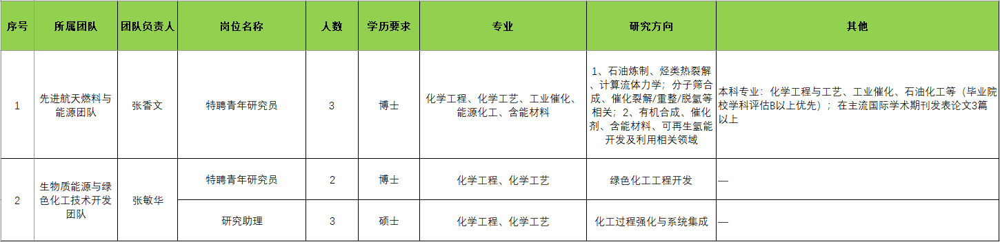 序号
所属团队
团队负责人
岗位名称
人数
学历要求
专业
研究方向
其他
1
先进航天燃料与
能源团队
张香文
特聘青年研究员
3
博士
化学工程、化学工艺、工业催化、
能源化工、含能材料
1、石油炼制、烃类热裂解
、计算流体力学；分子筛合
成、催化裂解/重整/脱氢等
相关；2、有机合成、催化
剂、含能材料、可再生氢能
开发及利用相关领域
本科专业：化学工程与工艺、工业催化、石油化工等（毕业院
校学科评估B以上优先）；在主流国际学术期刊发表论文3篇
以上
2
生物质能源与绿
色化工技术开发
团队
张敏华
特聘青年研究员
2
博士
化学工程、化学工艺
绿色化工工程开发
—
研究助理
3
硕士
化学工程、化学工艺
化工过程强化与系统集成
—